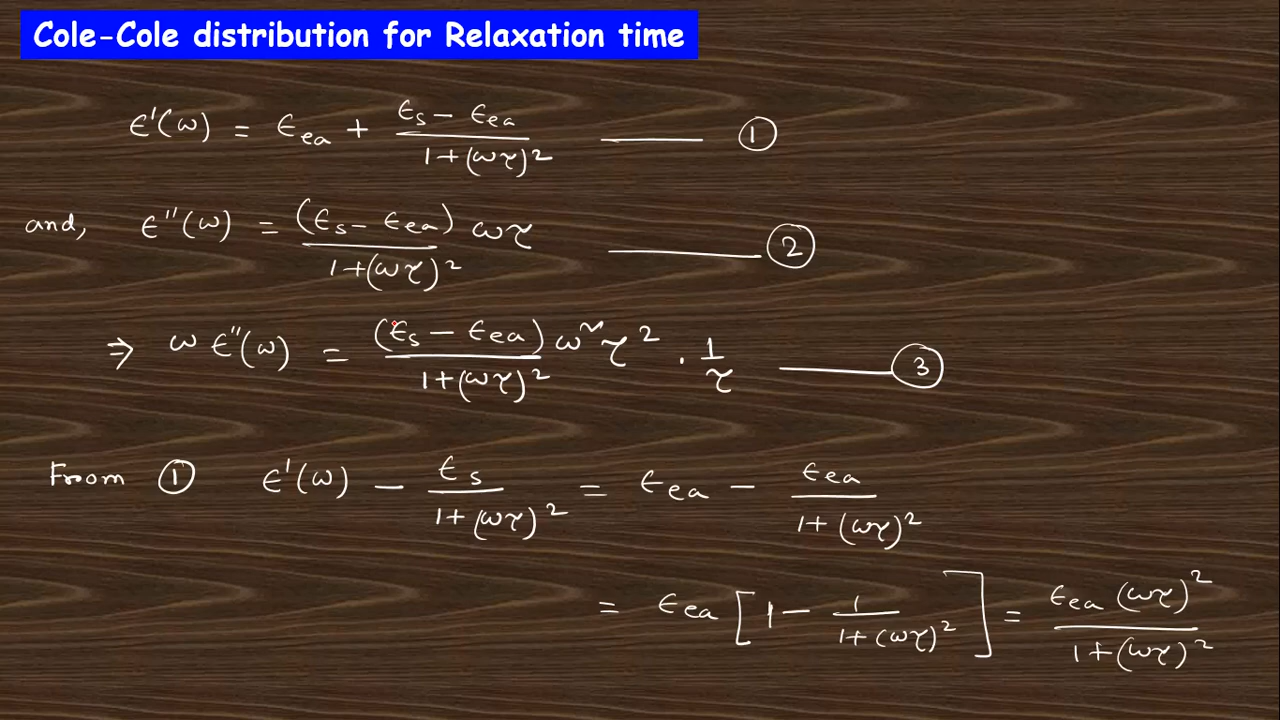 Cole-Cole distribution for Relaxation time
ϵ'(ω) = ϵ_ea + (ϵ_s − ϵ_ea)/(1+(ωτ)^2) ——— ①
and, ϵ''(ω) = ((ϵ_s − ϵ_ea)/(1+(ωτ)^2)) ωτ ——— ②
⇒ ω ϵ''(ω) = ((ϵ_s − ϵ_ea)/(1+(ωτ)^2)) ω^2 τ^2 · 1/τ ——— ③
From ① ϵ'(ω) − ϵ_s/(1+(ωτ)^2) = ϵ_ea − ϵ_ea/(1+(ωτ)^2)
= ϵ_ea [1 − 1/(1+(ωτ)^2)] = ϵ_ea (ωτ)^2/(1+(ωτ)^2)